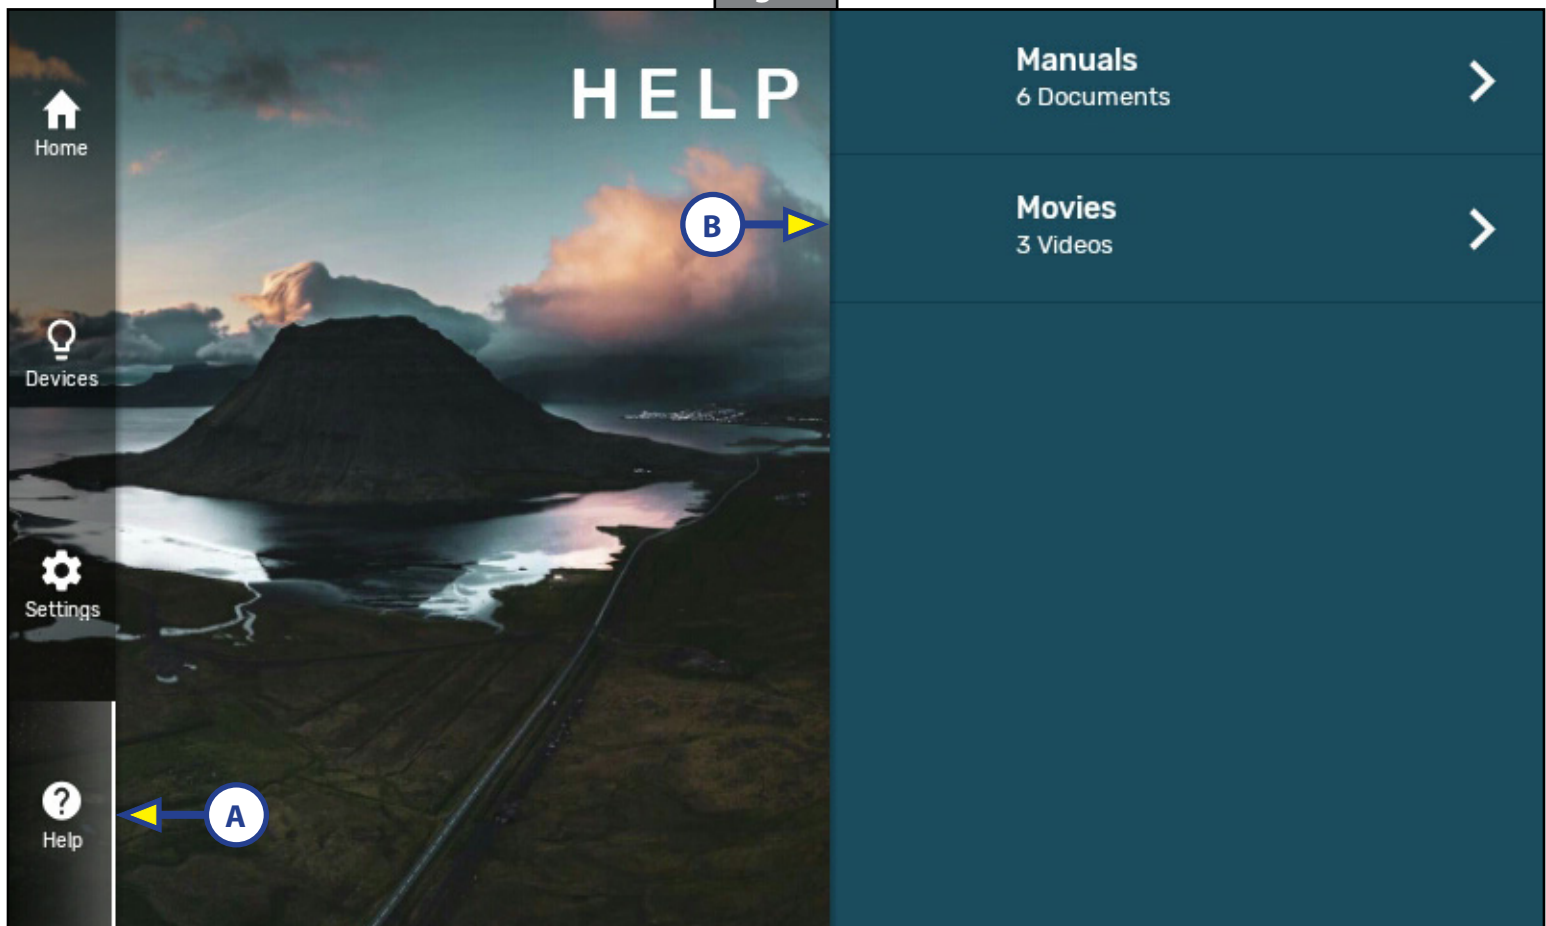 HELP
Home
Devices
Settings
Help
A
B
Manuals
6 Documents
Movies
3 Videos